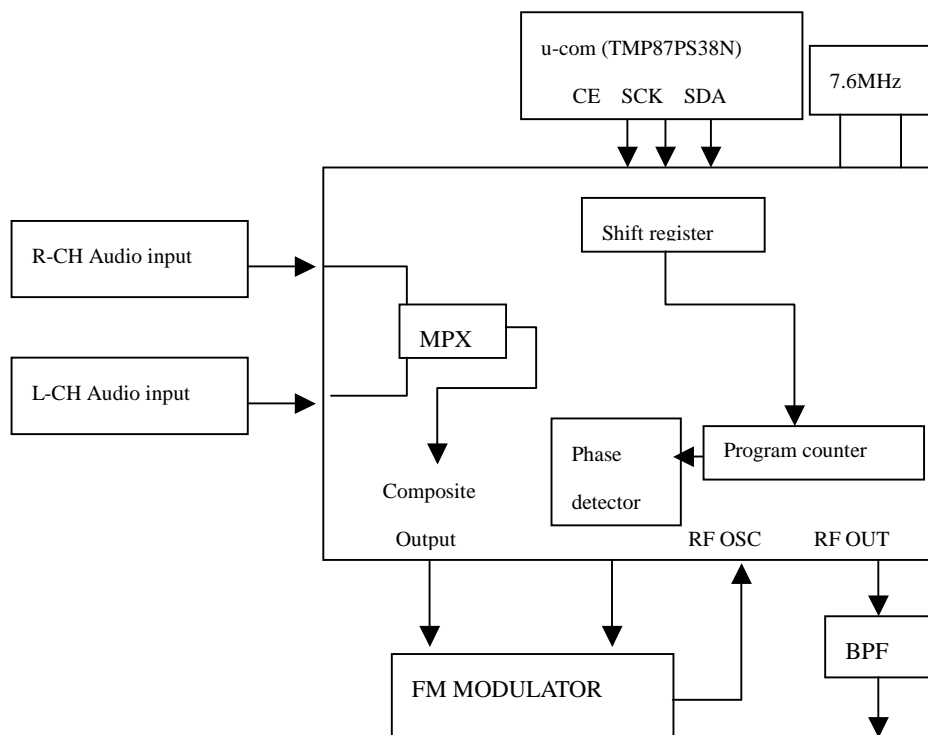 u-com (TMP87PS38N)
CE SCK SDA
7.6MHz
Shift register
R-CH Audio input
MPX
L-CH Audio input
Phase
detector
Program counter
Composite
Output
RF OSC
RF OUT
BPF
FM MODULATOR